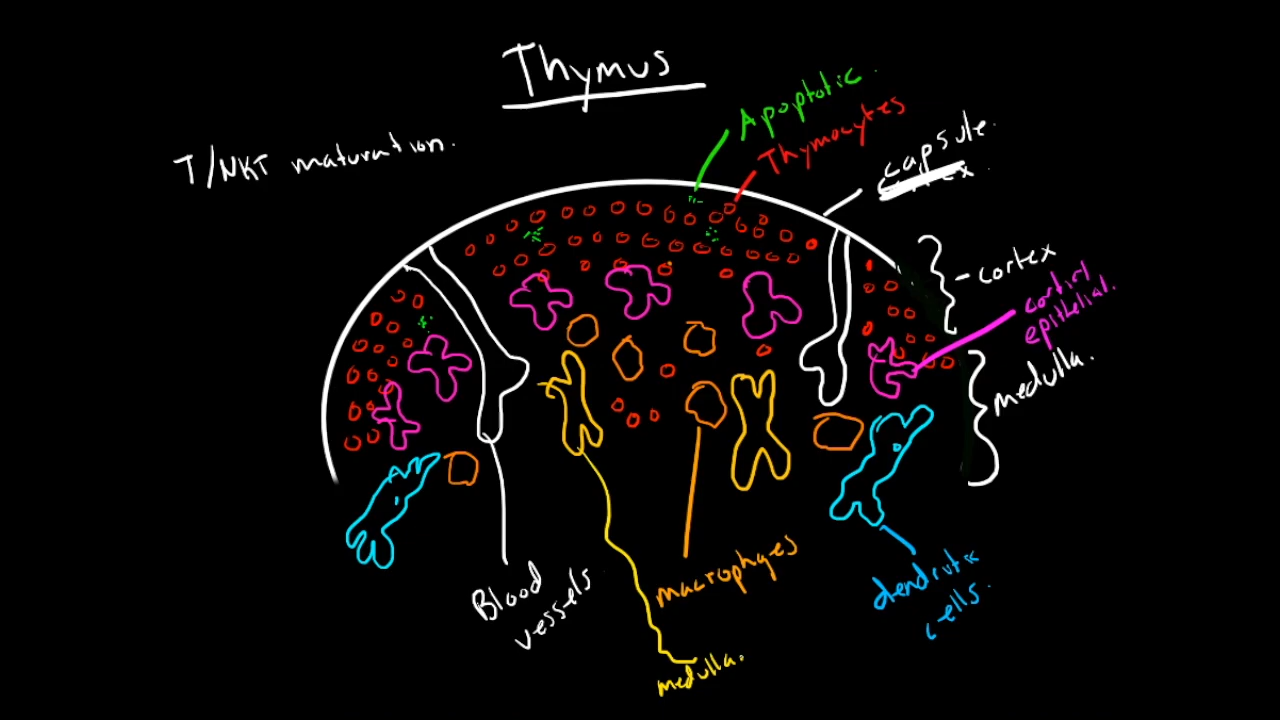 Thymus
T/NKT maturation.
Apoptotic.
Thymocytes
capsule.
cortex
cortical
epithelial.
medulla.
Blood
vessels
macrophages
dendritic
cells.
medulla.